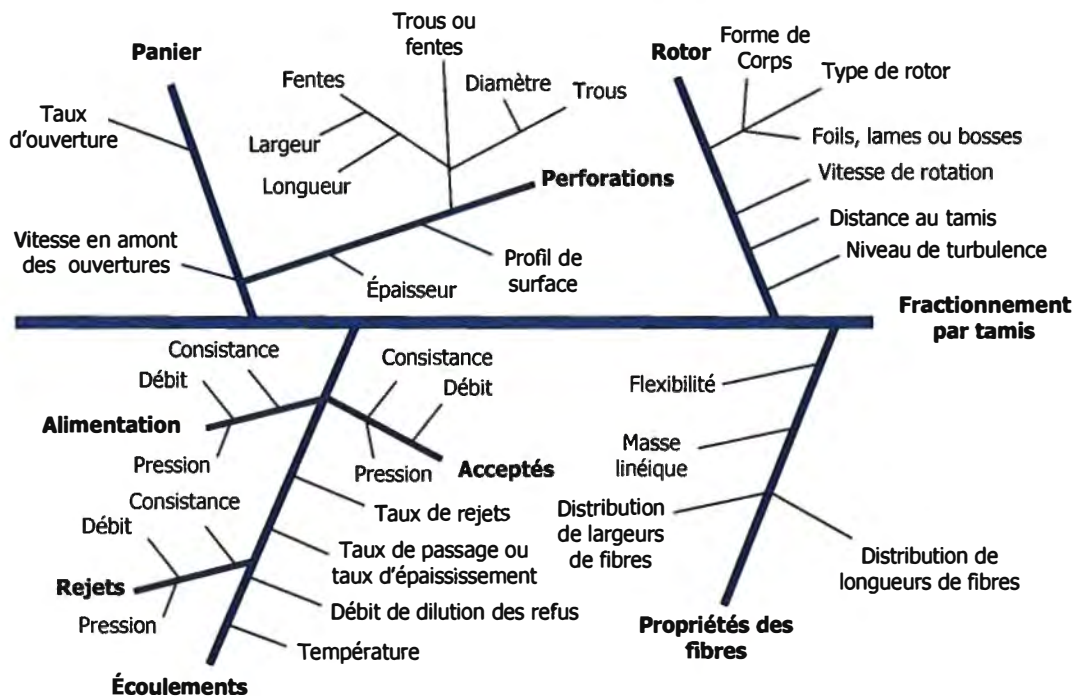 Panier
Taux
d'ouverture
Vitesse en amont
des ouvertures
Fentes
Largeur
Longueur
Trous ou
fentes
Diamètre
Trous
Perforations
Profil de
surface
Épaisseur
Rotor
Forme de
Corps
Type de rotor
Foils, lames ou bosses
Vitesse de rotation
Distance au tamis
Niveau de turbulence
Fractionnement
par tamis
Consistance
Débit
Alimentation
Pression
Consistance
Débit
Pression
Acceptés
Consistance
Débit
Rejets
Pression
Taux de rejets
Taux de passage ou
taux d'épaississement
Débit de dilution des refus
Température
Écoulements
Flexibilité
Masse
linéique
Distribution
de largeurs
de fibres
Distribution de
longueurs de fibres
Propriétés des
fibres